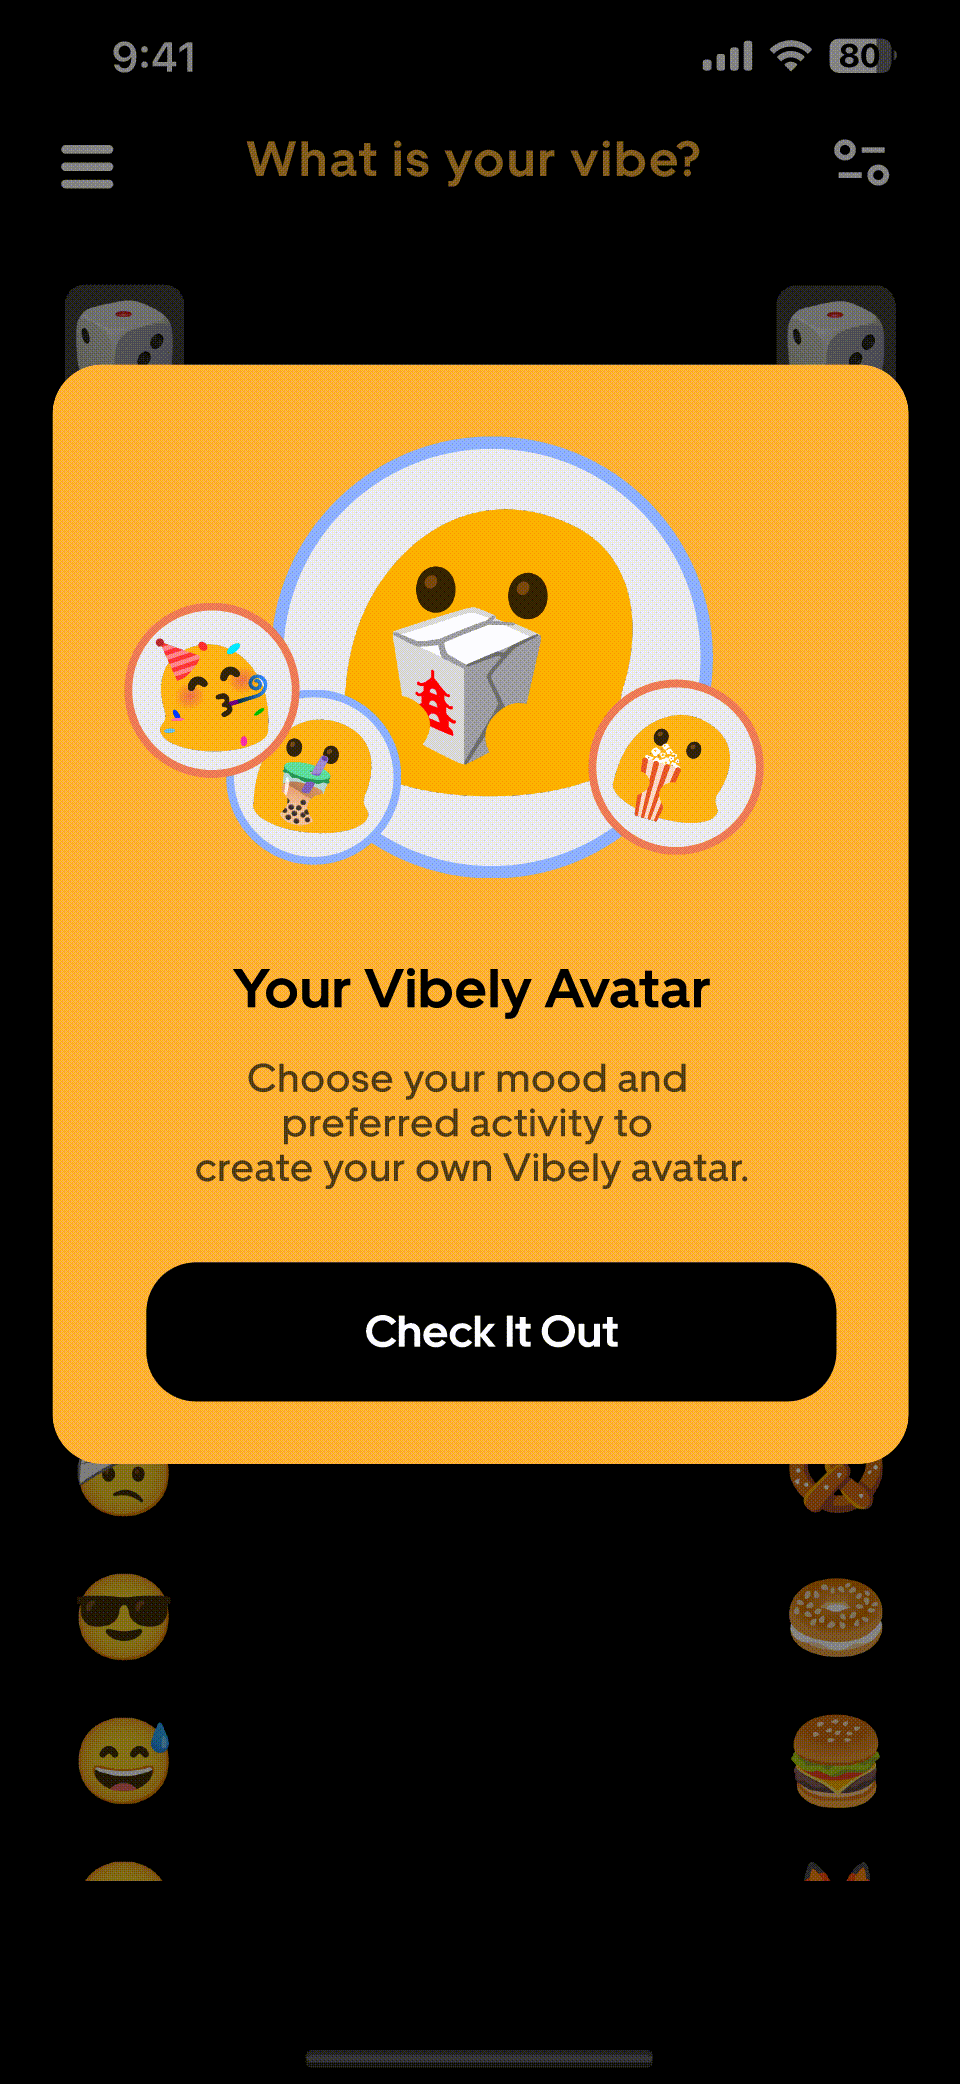 9:41
80
What is your vibe?
Your Vibely Avatar
Choose your mood and
preferred activity to
create your own Vibely avatar.
Check It Out